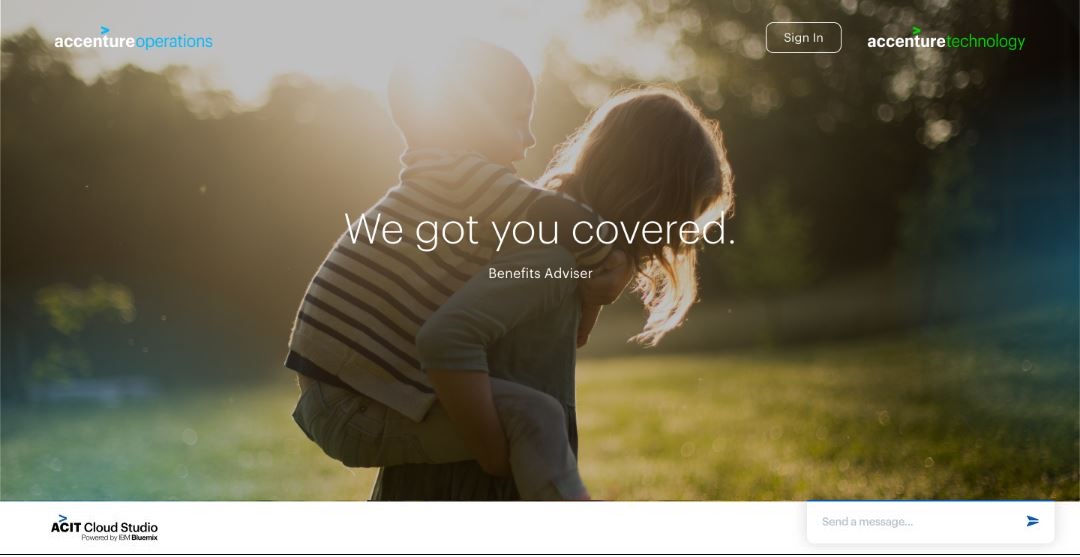 accentureoperations
Sign In
accenturetechnology
We got you covered.
Benefits Adviser
ACIT Cloud Studio
Powered by IBM Bluemix
Send a message...